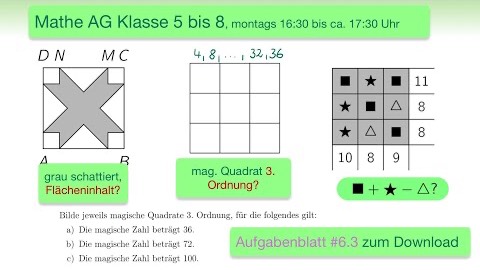 Mathe AG Klasse 5 bis 8, montags 16:30 bis ca. 17:30 Uhr
D N M C
4, 8, ..., 32, 36
■ ★ ■ 11
★ ■ △ 8
★ △ ■ 8
10 8 9
A B
grau schattiert,
Flächeninhalt?
mag. Quadrat 3.
Ordnung?
■ + ★ − △?
Bilde jeweils magische Quadrate 3. Ordnung, für die folgendes gilt:
a) Die magische Zahl beträgt 36.
b) Die magische Zahl beträgt 72.
c) Die magische Zahl beträgt 100.
Aufgabenblatt #6.3 zum Download